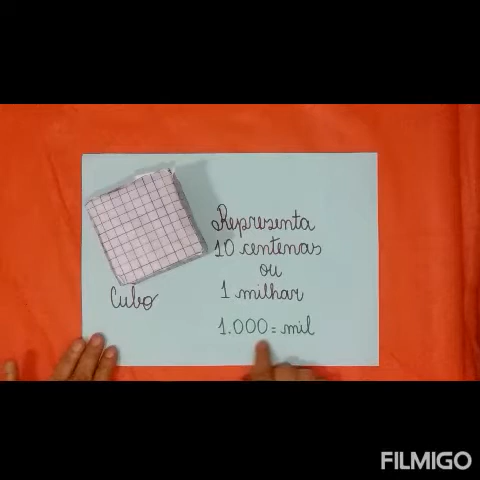 Representa
10 centenas
ou
1 milhar
Cubo
1.000 = mil
FILMIGO